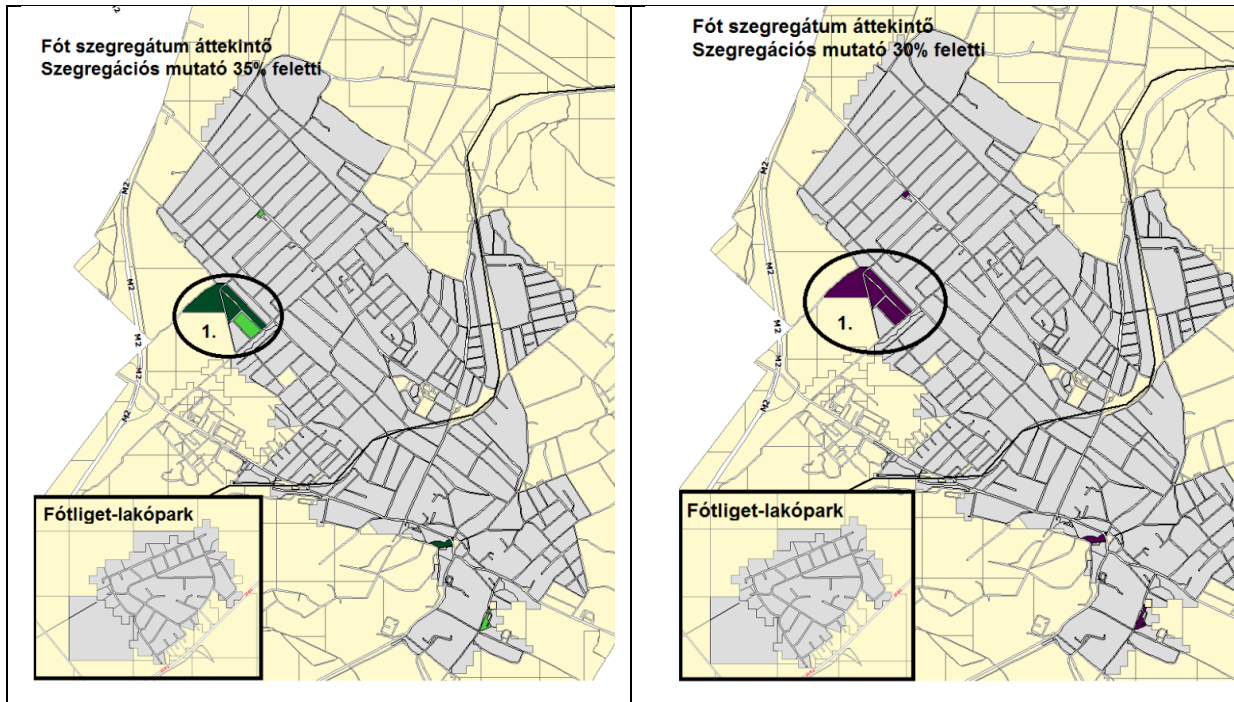 Fót szegregátum áttekintő
Szegregációs mutató 35% feletti
M2
1.
M2
M2
M2
Fótliget-lakópark
Fót szegregátum áttekintő
Szegregációs mutató 30% feletti
M2
1.
M2
M2
M2
Fótliget-lakópark